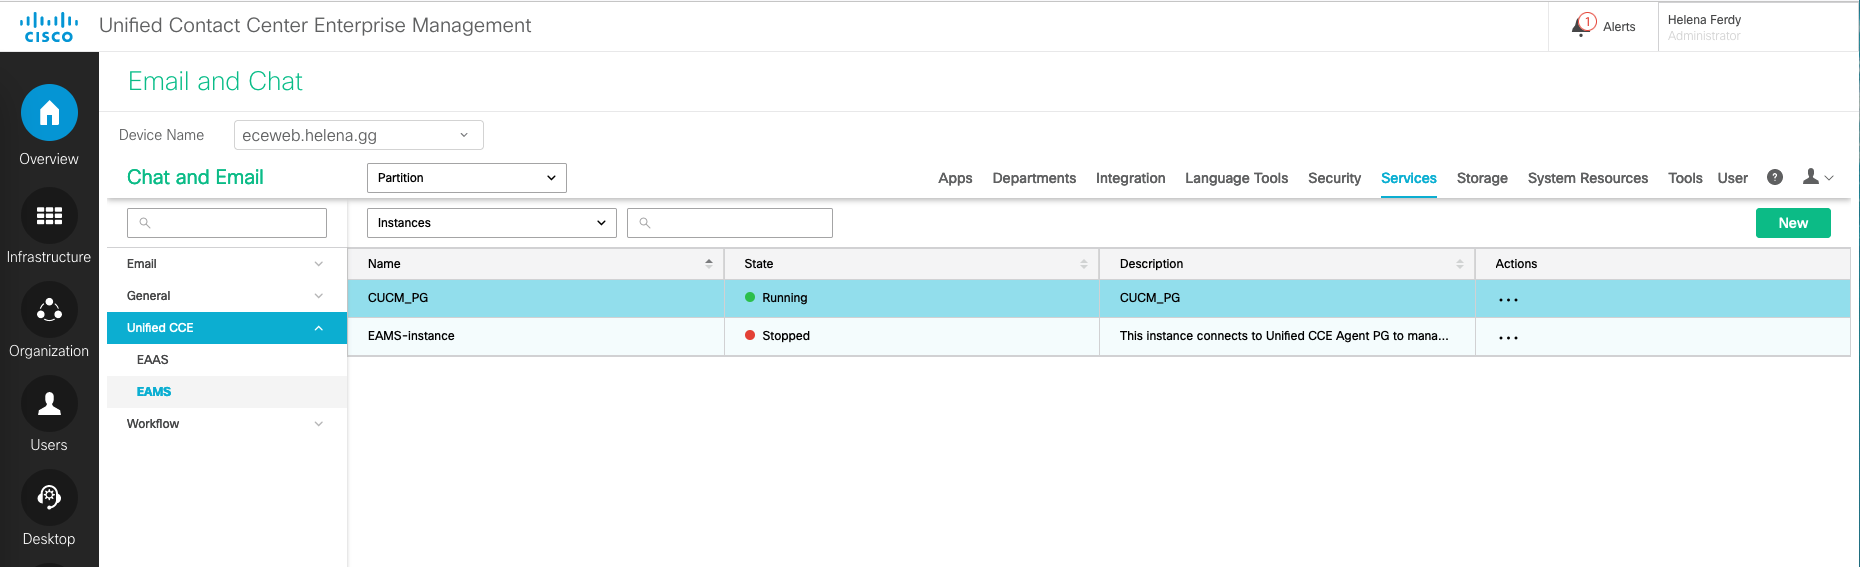 CISCO
Unified Contact Center Enterprise Management
1
Alerts
Helena Ferdy
Administrator
Email and Chat
Device Name
eceweb.helena.gg
Overview
Chat and Email
Partition
Apps
Departments
Integration
Language Tools
Security
Services
Storage
System Resources
Tools
User
?
Instances
New
Infrastructure
Email
General
Unified CCE
EAAS
EAMS
Workflow
Name
State
Description
Actions
CUCM_PG
Running
CUCM_PG
...
EAMS-instance
Stopped
This instance connects to Unified CCE Agent PG to mana...
...
Organization
Users
Desktop